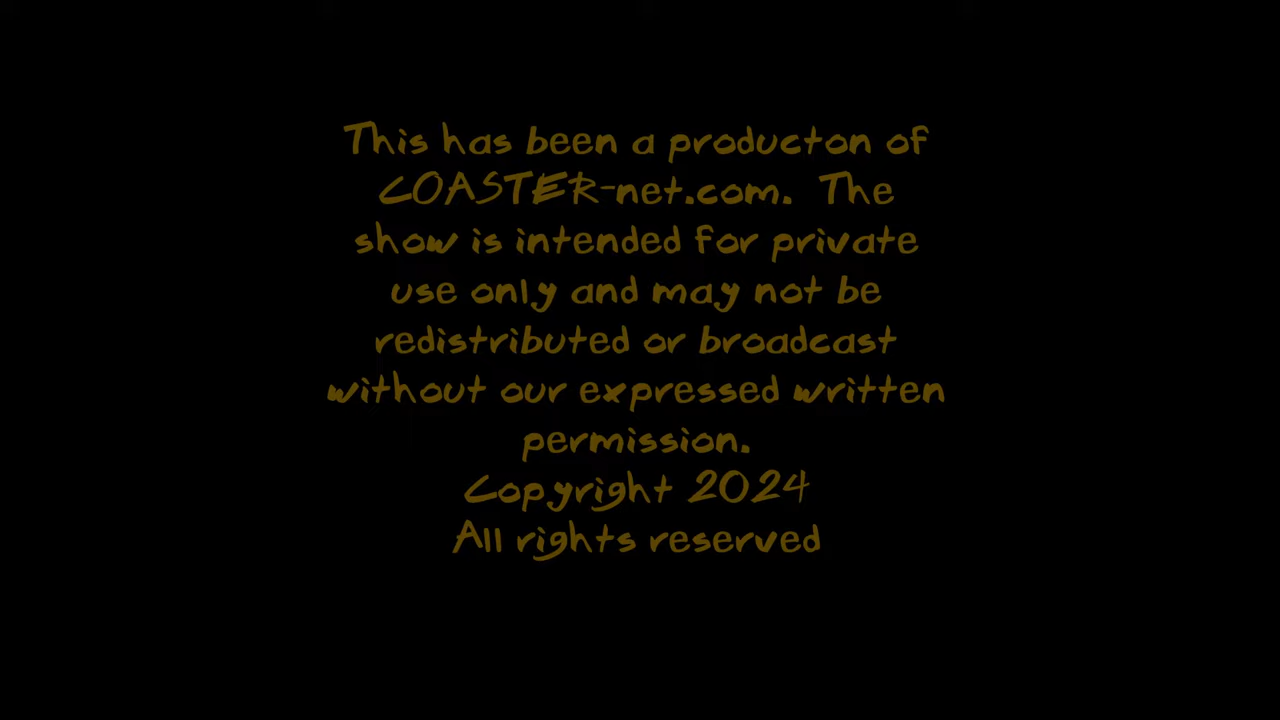 This has been a producton of
COASTER-net.com.  The
show is intended for private
use only and may not be
redistributed or broadcast
without our expressed written
permission.
Copyright 2024
All rights reserved